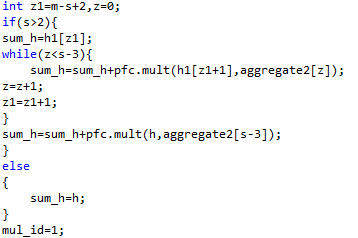 int z1=m-s+2,z=0;
if(s>2){
sum_h=h1[z1];
while(z<s-3){
    sum_h=sum_h+pfc.mult(h1[z1+1],aggregate2[z]);
z=z+1;
z1=z1+1;
}
sum_h=sum_h+pfc.mult(h,aggregate2[s-3]);
}
else
{
    sum_h=h;
}
mul_id=1;